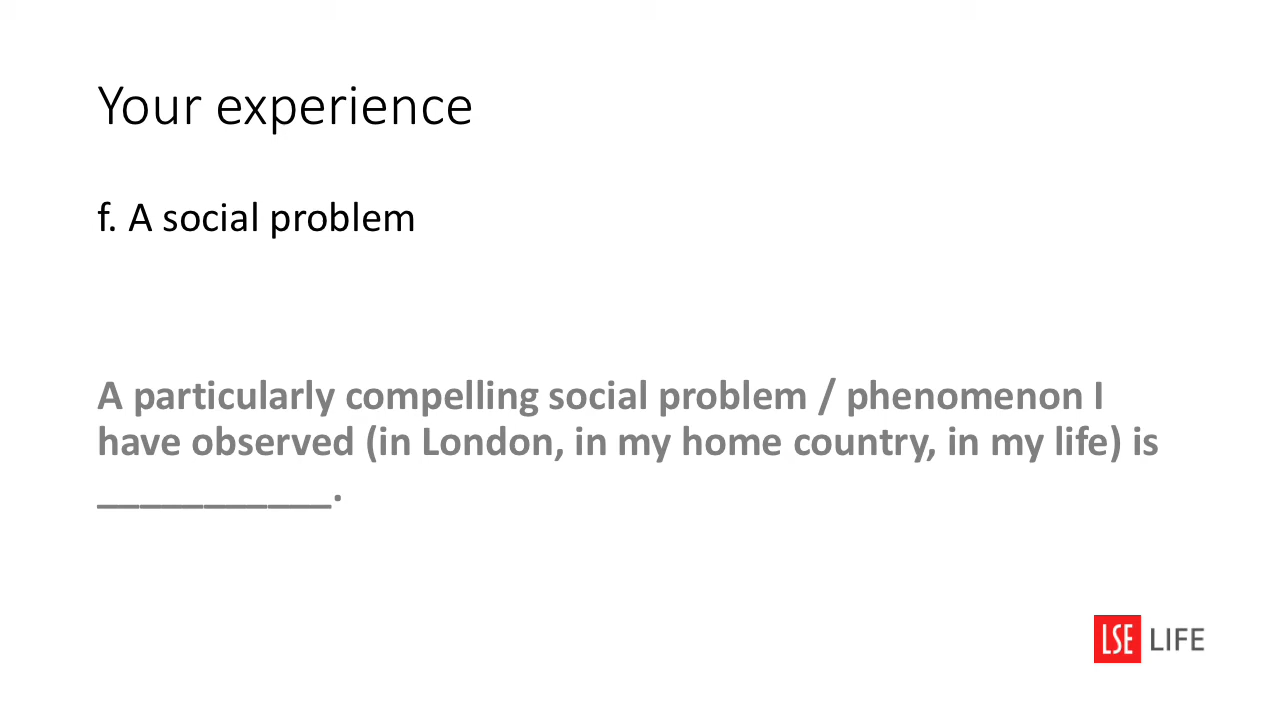 Your experience
f. A social problem
A particularly compelling social problem / phenomenon I
have observed (in London, in my home country, in my life) is
___________.
LSE LIFE